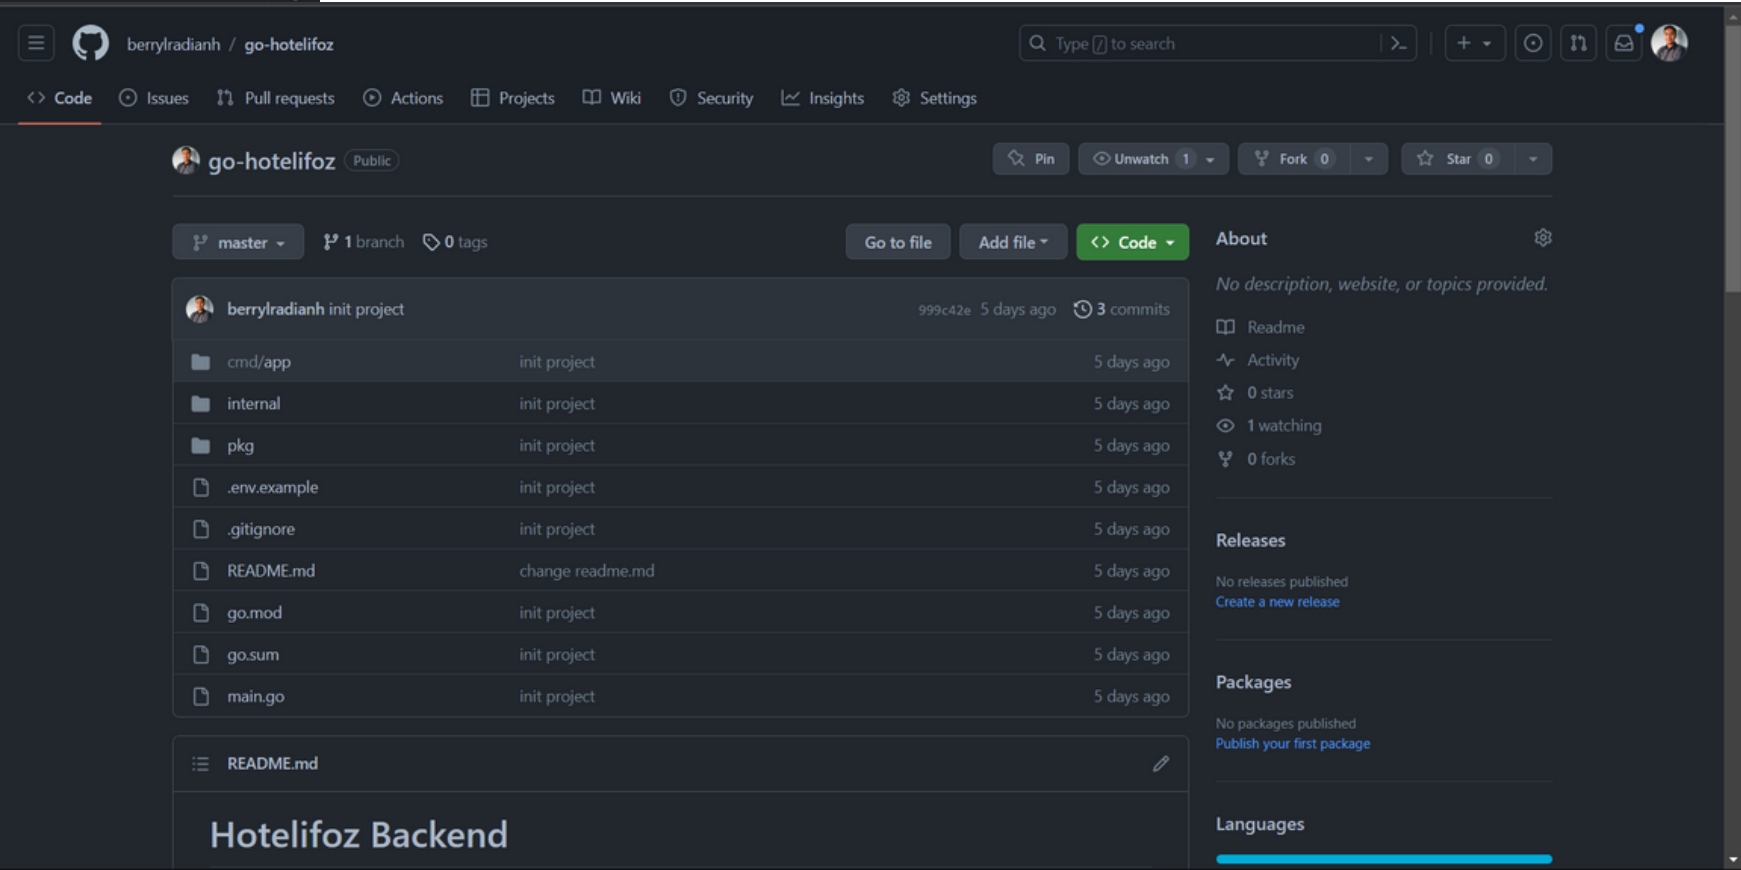 berrylradianh / go-hotelifoz
Type / to search
Code Issues Pull requests Actions Projects Wiki Security Insights Settings
go-hotelifoz Public
Pin Unwatch 1 Fork 0 Star 0
master 1 branch 0 tags
Go to file Add file Code
berrylradianh init project 999c42e 5 days ago 3 commits
cmd/app init project 5 days ago
internal init project 5 days ago
pkg init project 5 days ago
.env.example init project 5 days ago
.gitignore init project 5 days ago
README.md change readme.md 5 days ago
go.mod init project 5 days ago
go.sum init project 5 days ago
main.go init project 5 days ago
README.md
Hotelifoz Backend
About
No description, website, or topics provided.
Readme
Activity
0 stars
1 watching
0 forks
Releases
No releases published
Create a new release
Packages
No packages published
Publish your first package
Languages